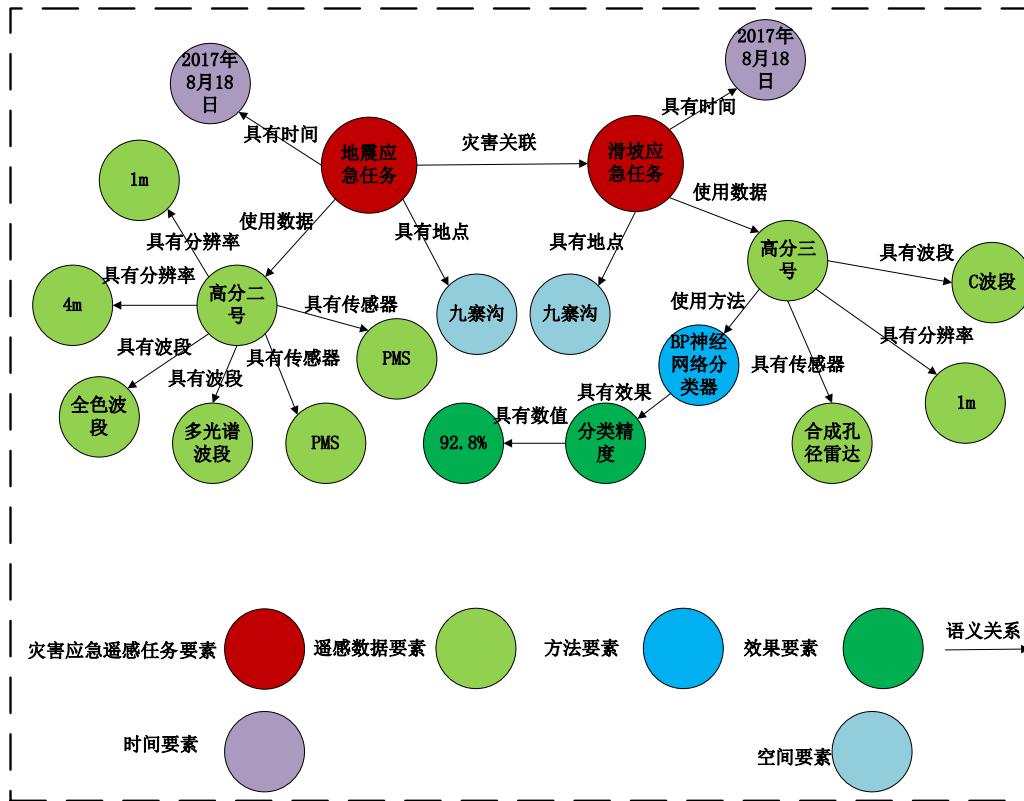 2017年
8月18
日
2017年
8月18
日
具有时间
具有时间
地震应
急任务
灾害关联
滑坡应
急任务
1m
使用数据
使用数据
具有分辨率
具有地点
具有地点
高分三
号
具有波段
C波段
具有分辨率
4m
高分二
号
具有传感器
九寨沟
九寨沟
使用方法
具有分辨率
具有波段
具有传感器
PMS
BP神经
网络分
类器
具有传感器
具有波段
全色波
段
具有效果
1m
具有数值
多光谱
波段
PMS
92.8%
分类精
度
合成孔
径雷达
灾害应急遥感任务要素
遥感数据要素
方法要素
效果要素
语义关系
时间要素
空间要素